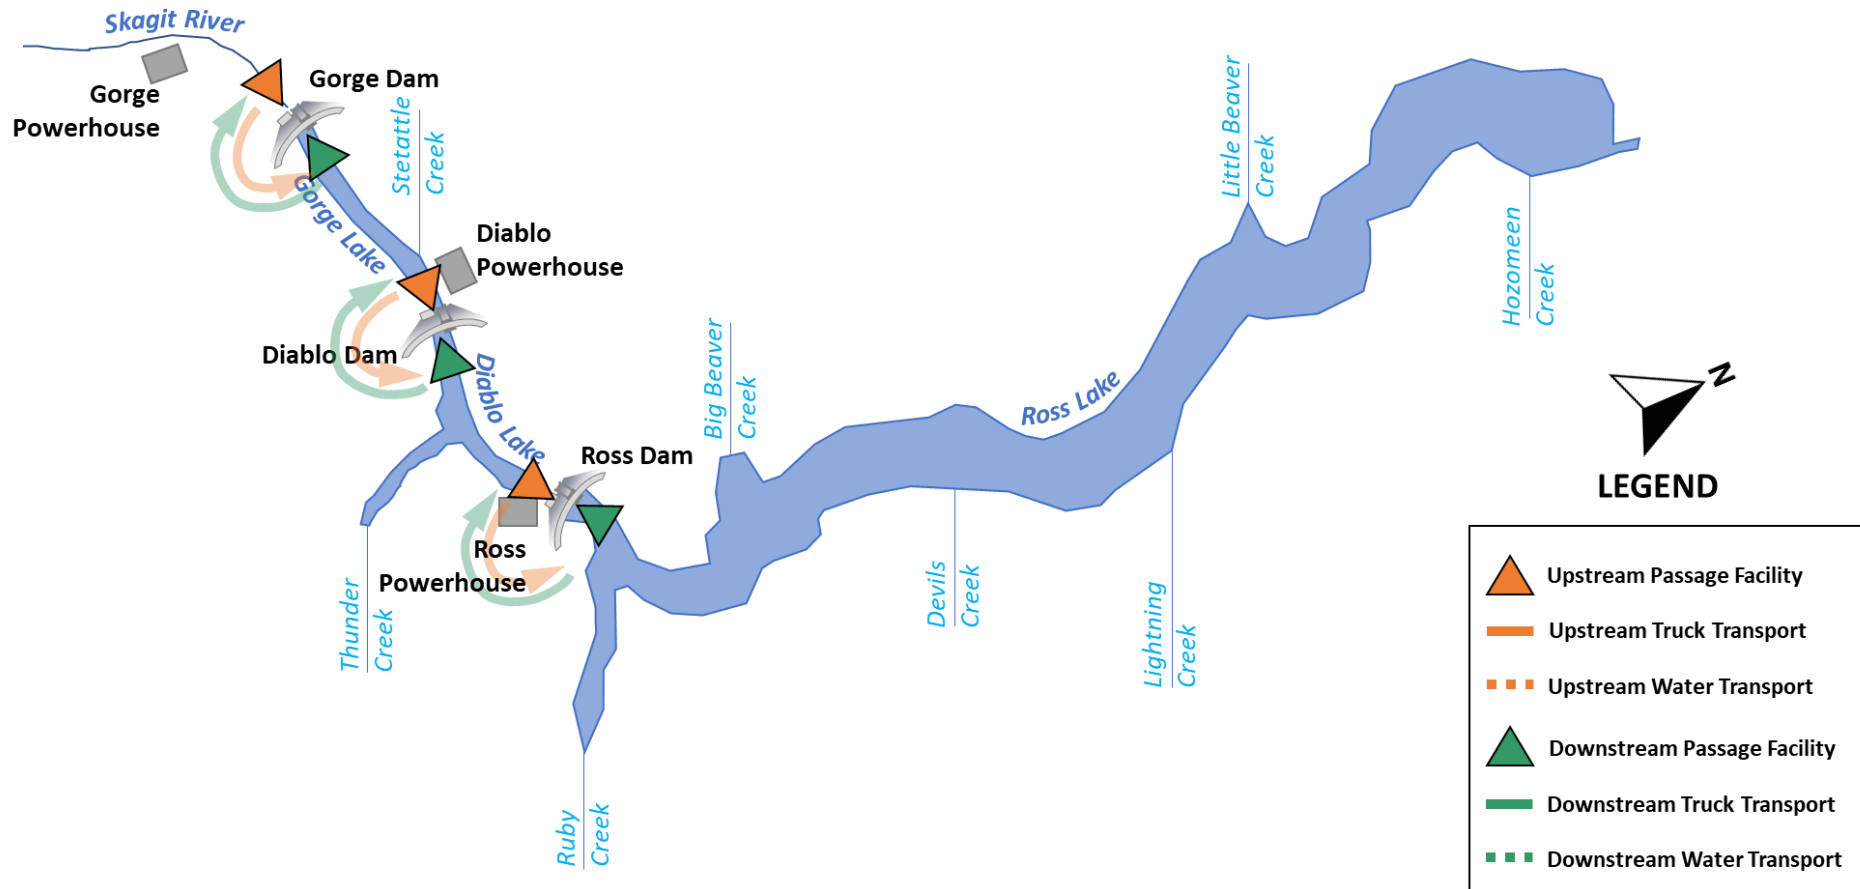 Skagit River
Gorge
Powerhouse
Gorge Dam
Stetattle
Creek
Gorge Lake
Diablo
Powerhouse
Diablo Dam
Diablo Lake
Ross Dam
Ross
Powerhouse
Thunder
Creek
Ruby
Creek
Big Beaver
Creek
Ross Lake
Devils
Creek
Lightning
Creek
Little Beaver
Creek
Hozomeen
Creek
N
LEGEND
Upstream Passage Facility
Upstream Truck Transport
Upstream Water Transport
Downstream Passage Facility
Downstream Truck Transport
Downstream Water Transport